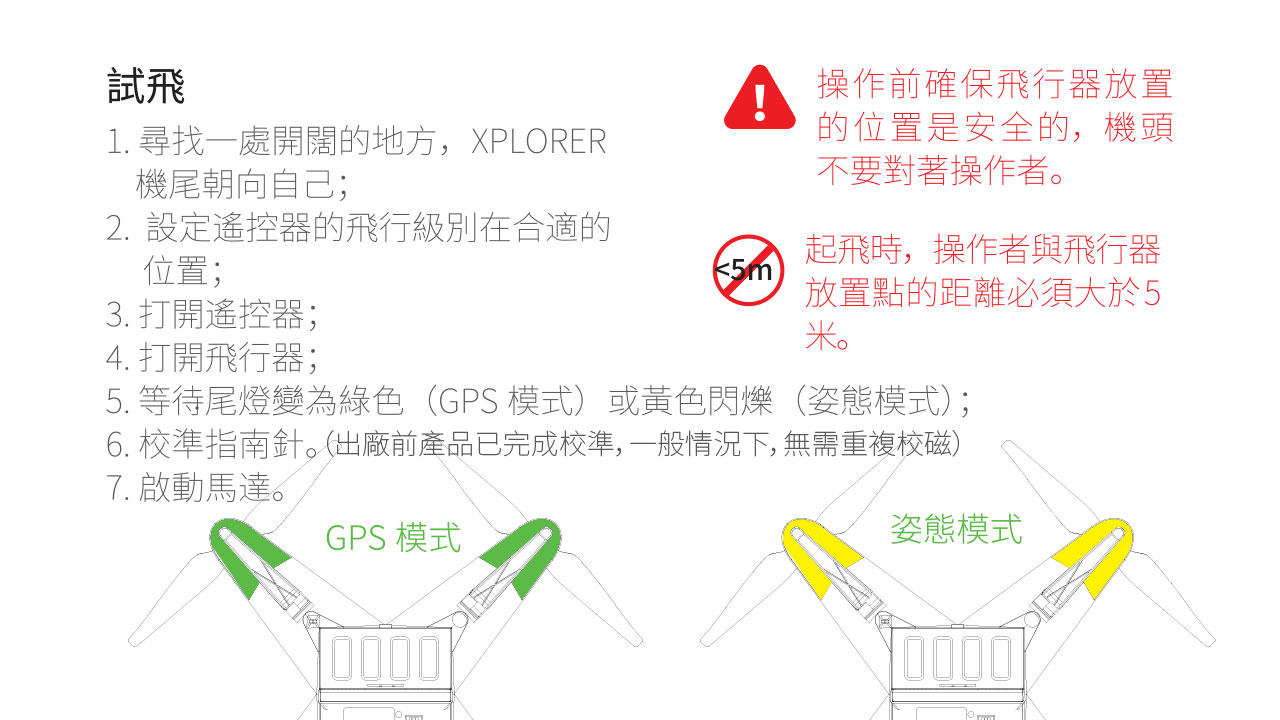 試飛
1. 尋找一處開闊的地方，XPLORER
機尾朝向自己；
2. 設定遙控器的飛行級別在合適的
位置；
3. 打開遙控器；
4. 打開飛行器；
5. 等待尾燈變為綠色（GPS 模式）或黃色閃爍（姿態模式）；
6. 校準指南針。（出廠前產品已完成校準，一般情況下，無需重複校磁）
7. 啟動馬達。
!
操作前確保飛行器放置
的位置是安全的，機頭
不要對著操作者。
<5m
起飛時，操作者與飛行器
放置點的距離必須大於 5
米。
GPS 模式
姿態模式